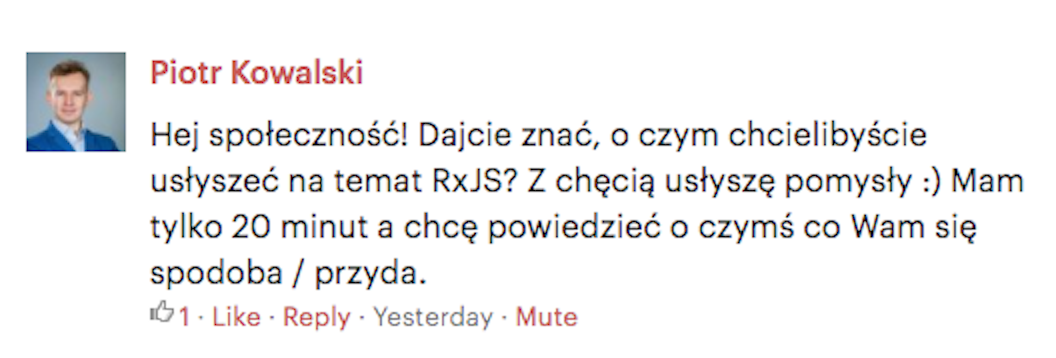 Piotr Kowalski
Hej społeczność! Dajcie znać, o czym chcielibyście
usłyszeć na temat RxJS? Z chęcią usłyszę pomysły :) Mam
tylko 20 minut a chcę powiedzieć o czymś co Wam się
spodoba / przyda.
1 · Like · Reply · Yesterday · Mute